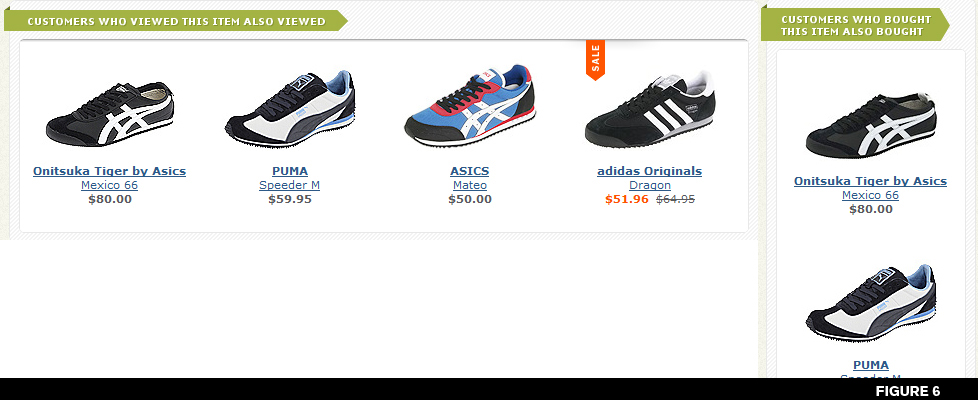 CUSTOMERS WHO VIEWED THIS ITEM ALSO VIEWED
SALE
Onitsuka Tiger by Asics
Mexico 66
$80.00
PUMA
Speeder M
$59.95
ASICS
Mateo
$50.00
adidas Originals
Dragon
$51.96 $64.95
CUSTOMERS WHO BOUGHT
THIS ITEM ALSO BOUGHT
Onitsuka Tiger by Asics
Mexico 66
$80.00
PUMA
Speeder M
FIGURE 6